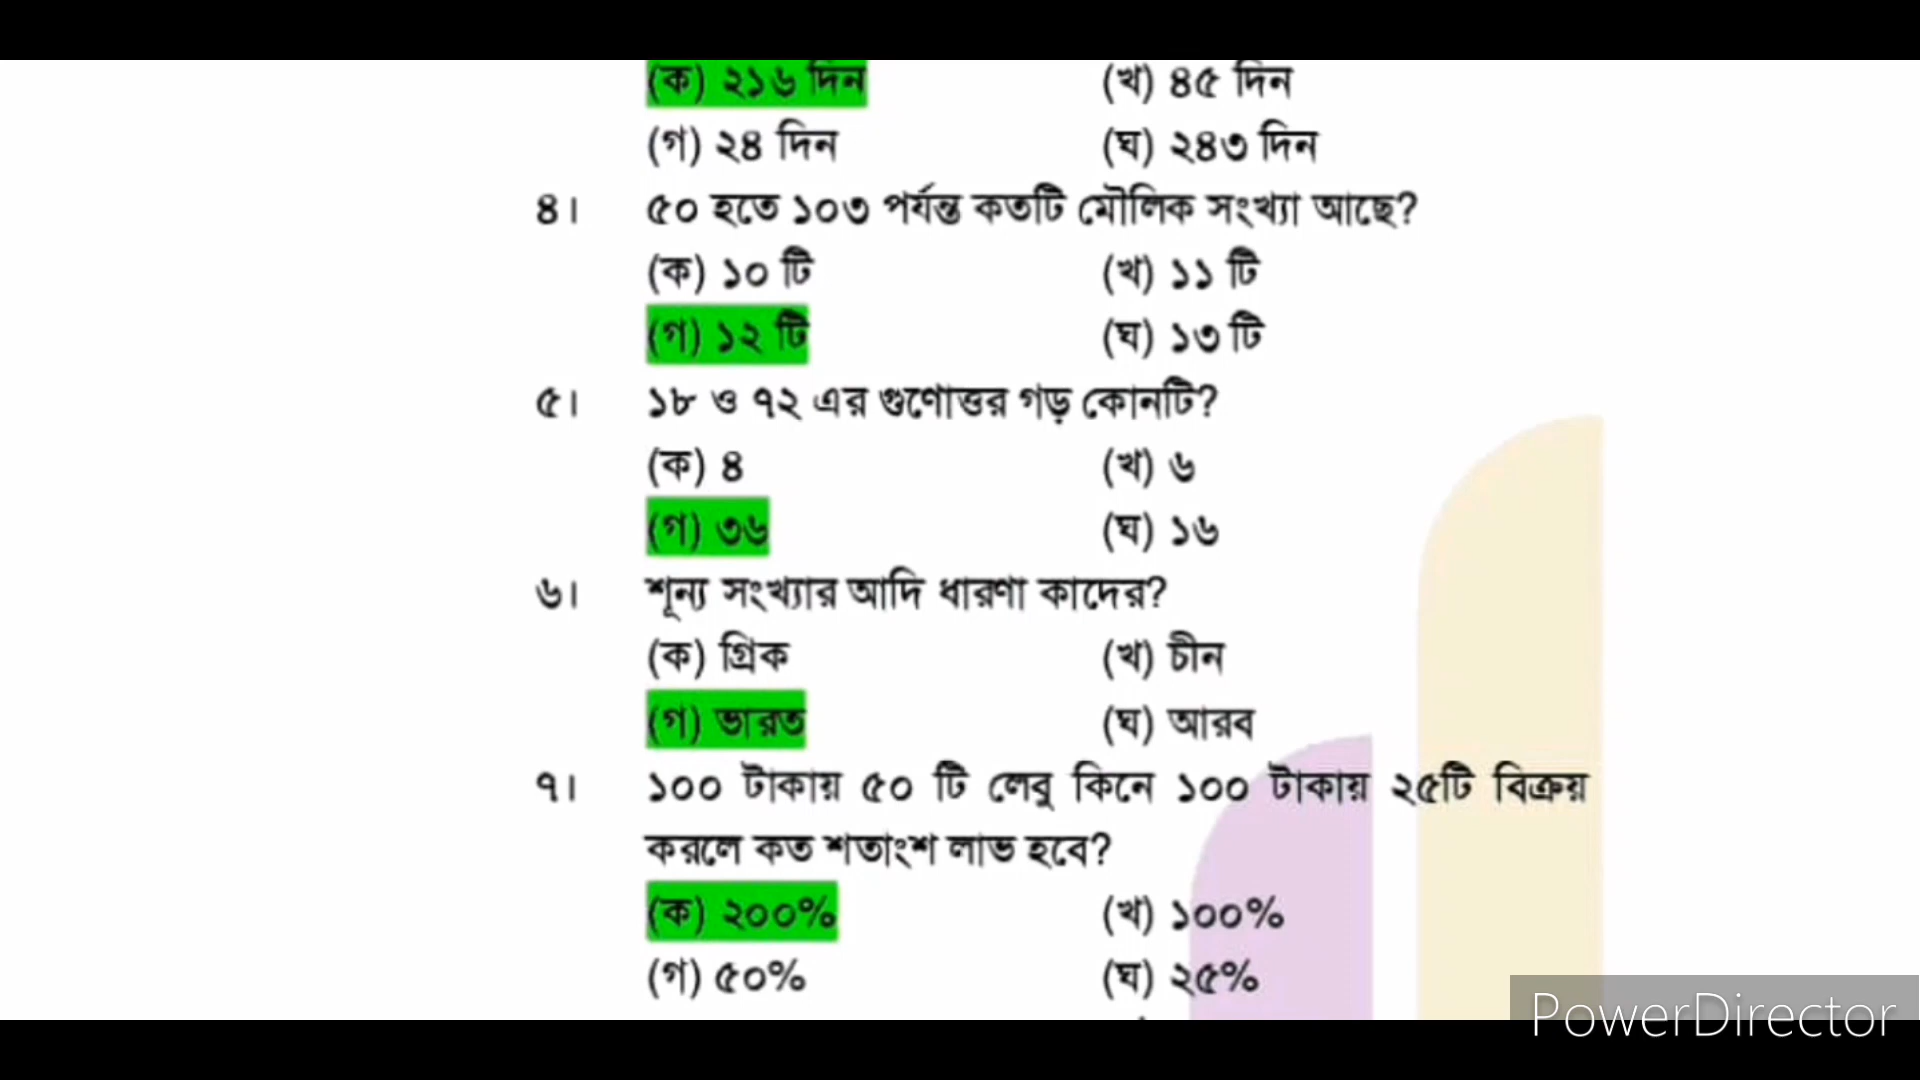 (ক) ২১৬ দিন (খ) ৪৫ দিন
(গ) ২৪ দিন (ঘ) ২৪৩ দিন
৪। ৫০ হতে ১০৩ পর্যন্ত কতটি মৌলিক সংখ্যা আছে?
(ক) ১০ টি (খ) ১১ টি
(গ) ১২ টি (ঘ) ১৩ টি
৫। ১৮ ও ৭২ এর গুণোত্তর গড় কোনটি?
(ক) ৪ (খ) ৬
(গ) ৩৬ (ঘ) ১৬
৬। শূন্য সংখ্যার আদি ধারণা কাদের?
(ক) গ্রিক (খ) চীন
(গ) ভারত (ঘ) আরব
৭। ১০০ টাকায় ৫০ টি লেবু কিনে ১০০ টাকায় ২৫টি বিক্রয়
করলে কত শতাংশ লাভ হবে?
(ক) ২০০% (খ) ১০০%
(গ) ৫০% (ঘ) ২৫%
PowerDirector